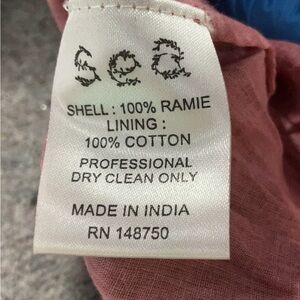 Sea
SHELL : 100% RAMIE
LINING :
100% COTTON
PROFESSIONAL
DRY CLEAN ONLY
MADE IN INDIA
RN 148750